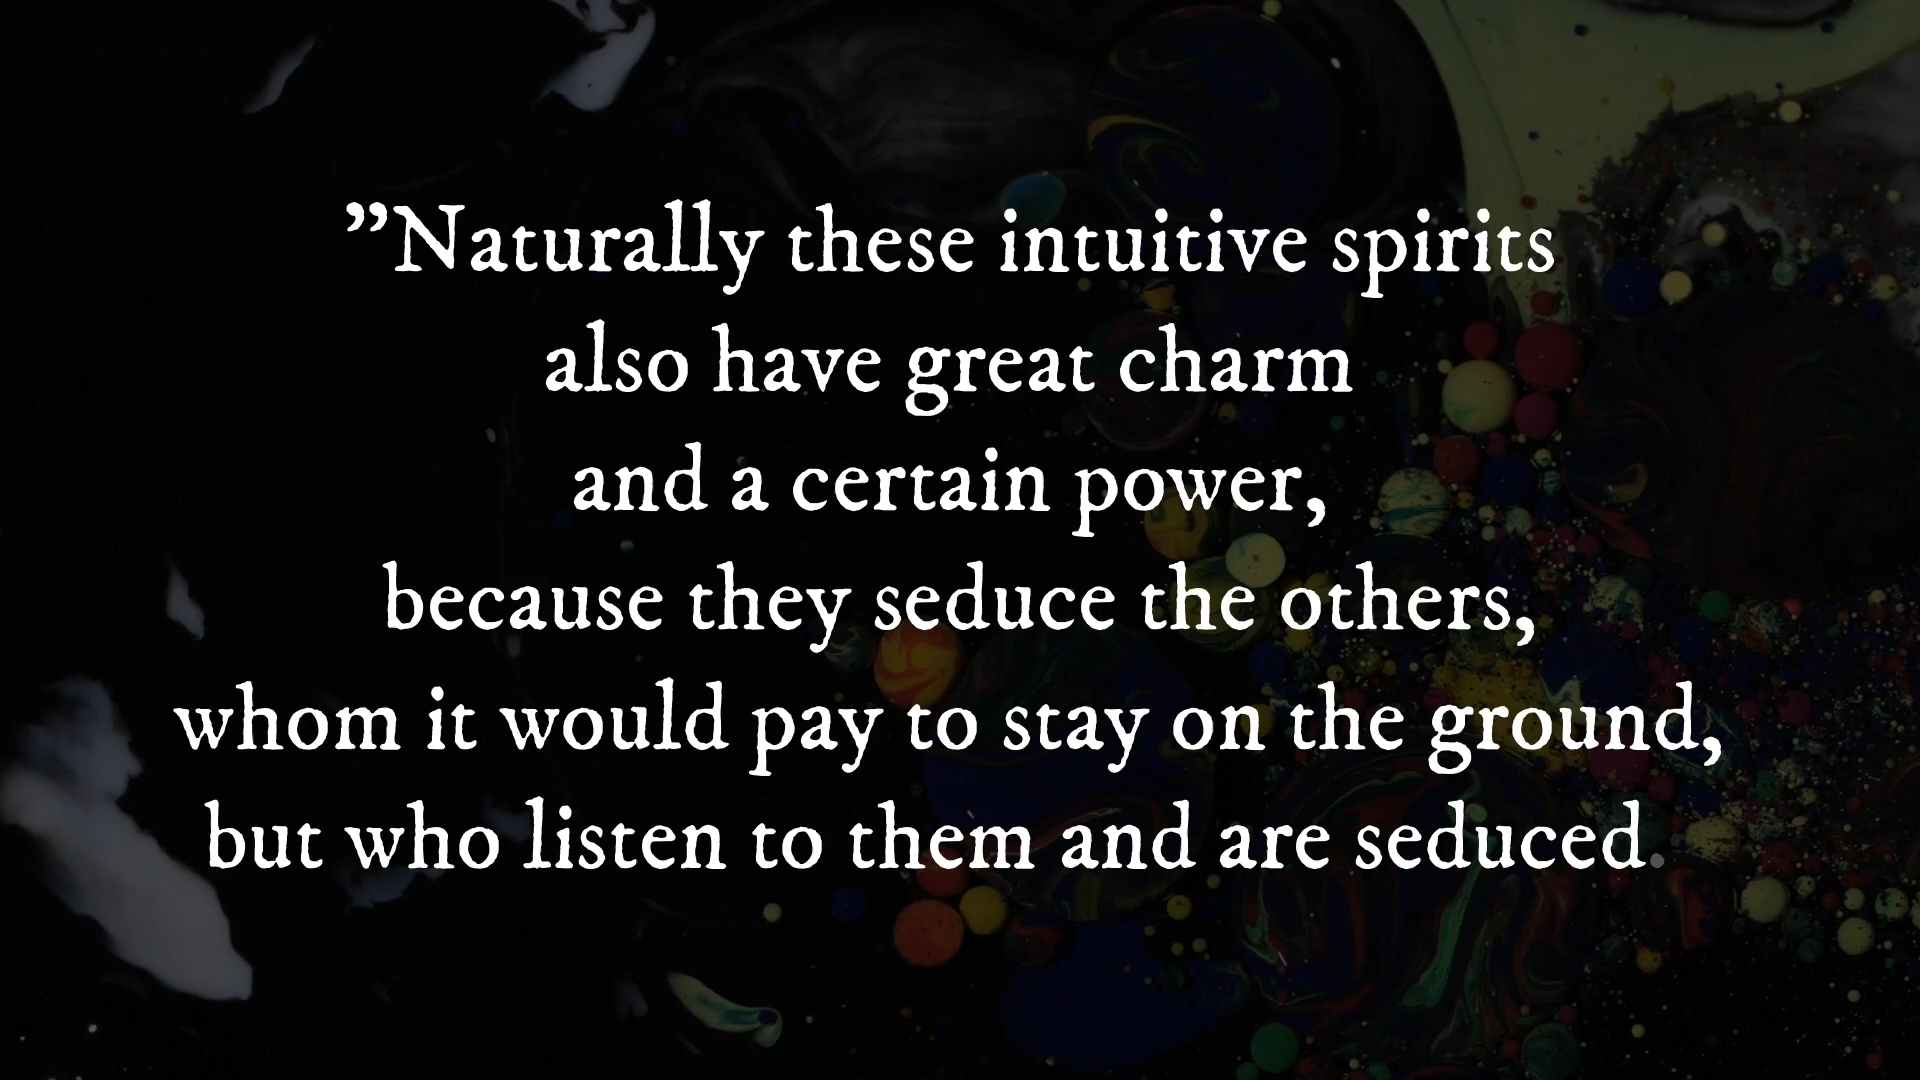 ”Naturally these intuitive spirits
also have great charm
and a certain power,
because they seduce the others,
whom it would pay to stay on the ground,
but who listen to them and are seduced.